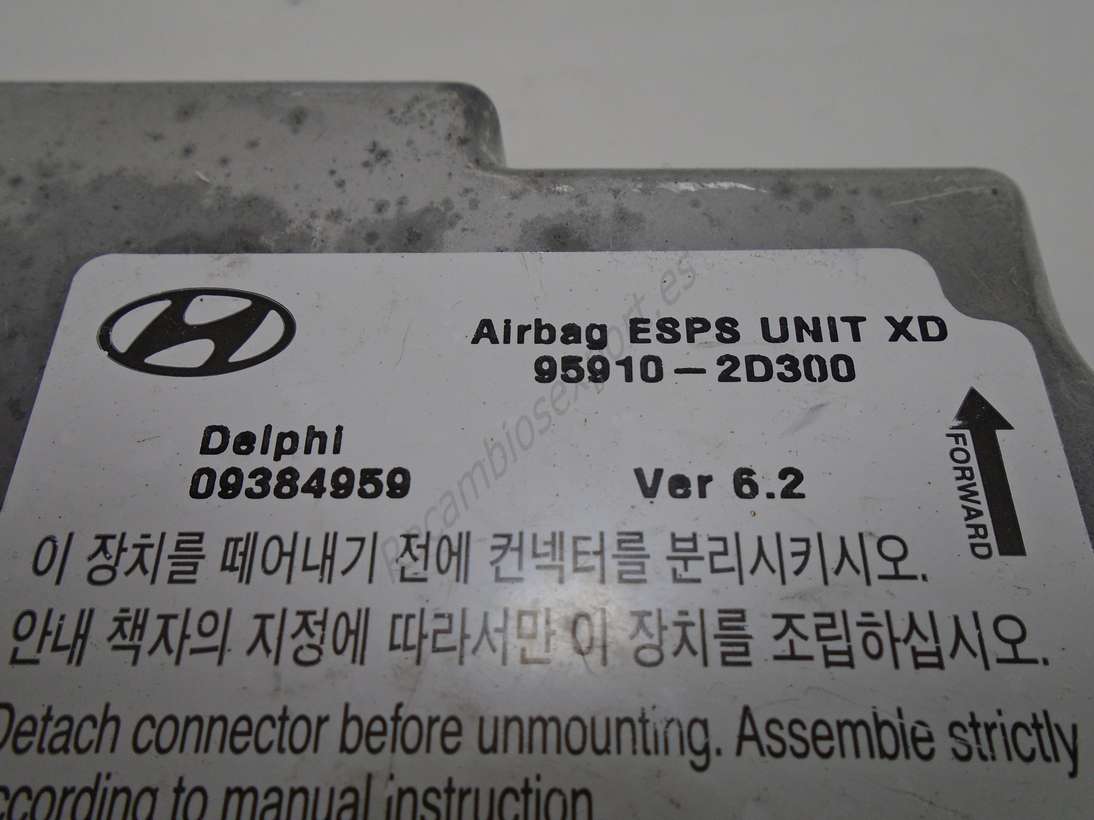 Airbag ESPS UNIT XD
95910-2D300
Delphi
09384959
Ver 6.2
FORWARD
이 장치를 떼어내기 전에 컨넥터를 분리시키시오.
안내 책자의 지정에 따라서만 이 장치를 조립하십시오.
Detach connector before unmounting. Assemble strictly
according to manual instruction
Recambiosexport.es